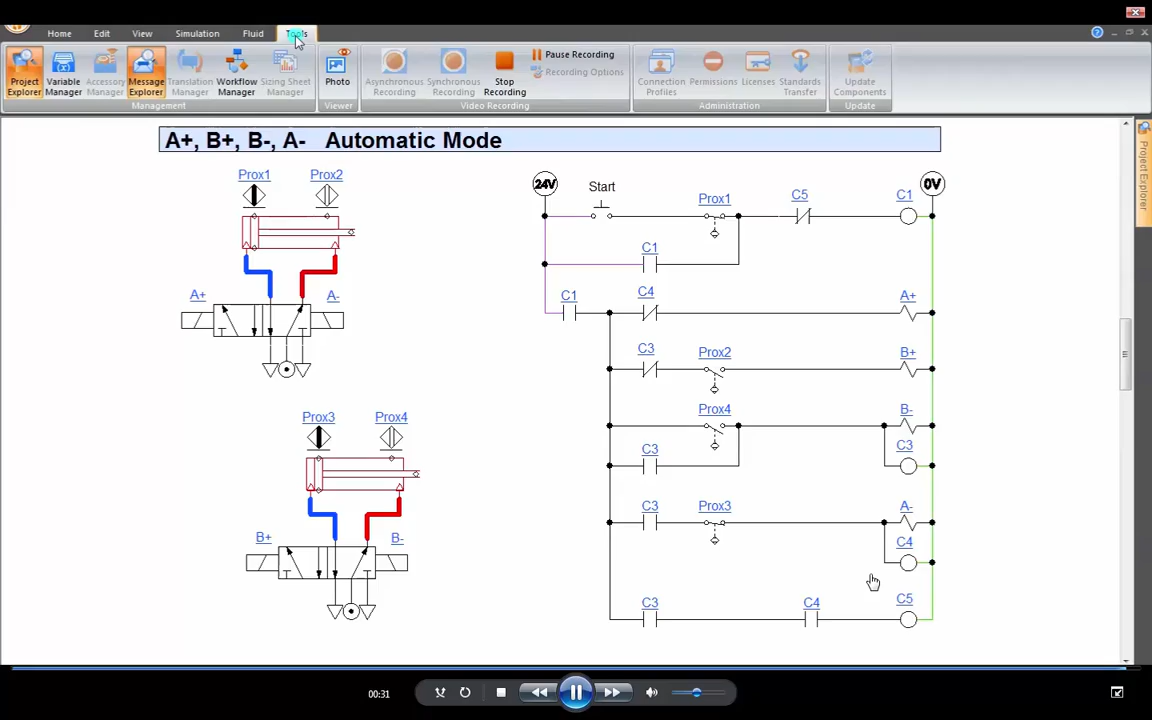 Home Edit View Simulation Fluid Tools
Project Explorer
Variable Manager
Accessory Manager
Message Explorer
Translation Manager
Workflow Manager
Sizing Sheet Manager
Management
Photo
Viewer
Asynchronous Recording
Synchronous Recording
Stop Recording
Pause Recording
Recording Options
Video Recording
Connection Profiles
Permissions
Licenses
Standards Transfer
Administration
Update Components
Update
Project Explorer
A+, B+, B-, A- Automatic Mode
Prox1 Prox2
A+ A-
Prox3 Prox4
B+ B-
24V 0V
Start Prox1 C5 C1
C1
C1 C4 A+
C3 Prox2 B+
Prox4 B-
C3 C3
C3 Prox3 A-
C4
C3 C4 C5
00:31